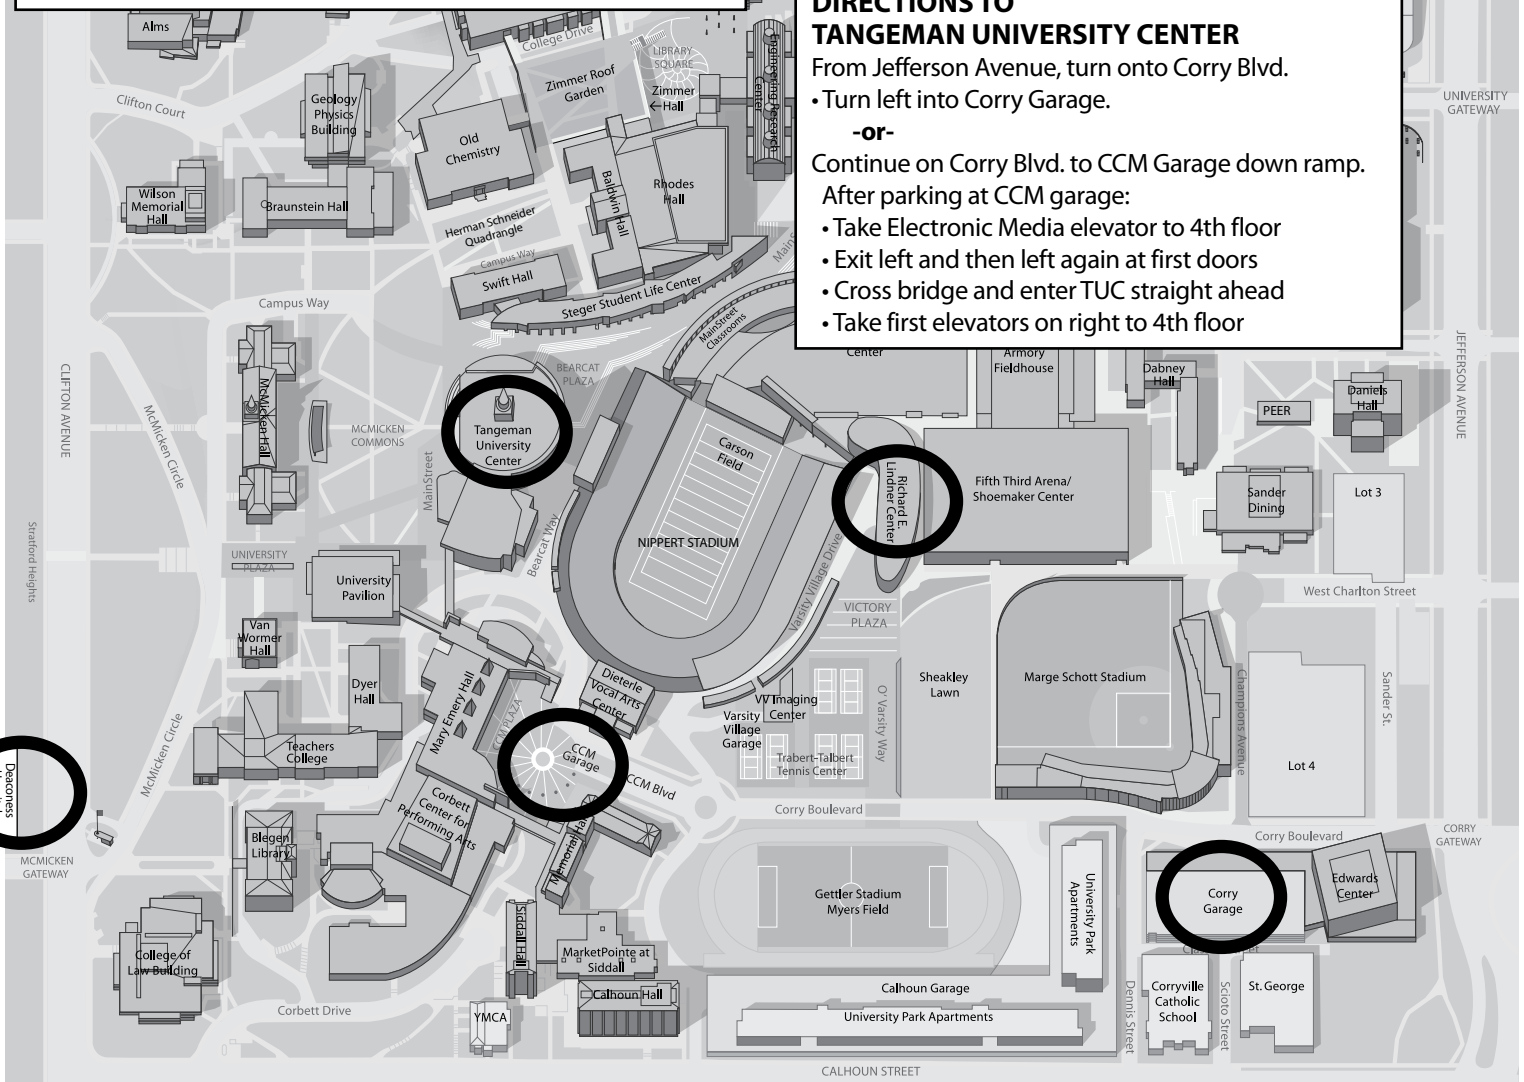 DIRECTIONS TO
TANGEMAN UNIVERSITY CENTER
From Jefferson Avenue, turn onto Corry Blvd.
• Turn left into Corry Garage.
-or-
Continue on Corry Blvd. to CCM Garage down ramp.
After parking at CCM garage:
• Take Electronic Media elevator to 4th floor
• Exit left and then left again at first doors
• Cross bridge and enter TUC straight ahead
• Take first elevators on right to 4th floor
Alms
College Drive
LIBRARY
SQUARE
Engineering Research
Center
Zimmer Roof
Garden
Zimmer
←Hall
Clifton Court
Geology
Physics
Building
Old
Chemistry
UNIVERSITY
GATEWAY
Wilson
Memorial
Hall
Braunstein Hall
Baldwin Hall
Rhodes
Hall
Herman Schneider
Quadrangle
Campus Way
Swift Hall
Steger Student Life Center
MainS
Campus Way
MainStreet
Classrooms
Center
Armory
Fieldhouse
Dabney
Hall
JEFFERSON AVENUE
CLIFTON AVENUE
McMicken Circle
McMicken Hall
MCMICKEN
COMMONS
BEARCAT
PLAZA
Tangeman
University
Center
MainStreet
Carson
Field
NIPPERT STADIUM
Richard E.
Lindner Center
Fifth Third Arena/
Shoemaker Center
PEER
Daniels
Hall
Sander
Dining
Lot 3
Stratford Heights
UNIVERSITY
PLAZA
University
Pavilion
Bearcat Way
Varsity Village Drive
VICTORY
PLAZA
West Charlton Street
Van
Wormer
Hall
Dyer
Hall
Mary Emery Hall
CCM PLAZA
Dieterle
Vocal Arts
Center
VV Imaging
Center
Varsity
Village
Garage
Trabert-Talbert
Tennis Center
O'Varsity Way
Sheakley
Lawn
Marge Schott Stadium
Champions Avenue
Sander St.
Lot 4
McMicken Circle
Teachers
College
CCM
Garage
CCM Blvd
Corry Boulevard
Corry Boulevard
CORRY
GATEWAY
Deaconess
MCMICKEN
GATEWAY
Blegen
Library
Corbett
Center for
Performing Arts
Memorial Hall
Gettler Stadium
Myers Field
University Park
Apartments
Corry
Garage
Edwards
Center
College of
Law Building
Siddall Hall
MarketPointe at
Siddall
Calhoun Hall
Calhoun Garage
University Park Apartments
Dennis Street
Corryville
Catholic
School
Scioto Street
St. George
Corbett Drive
YMCA
CALHOUN STREET